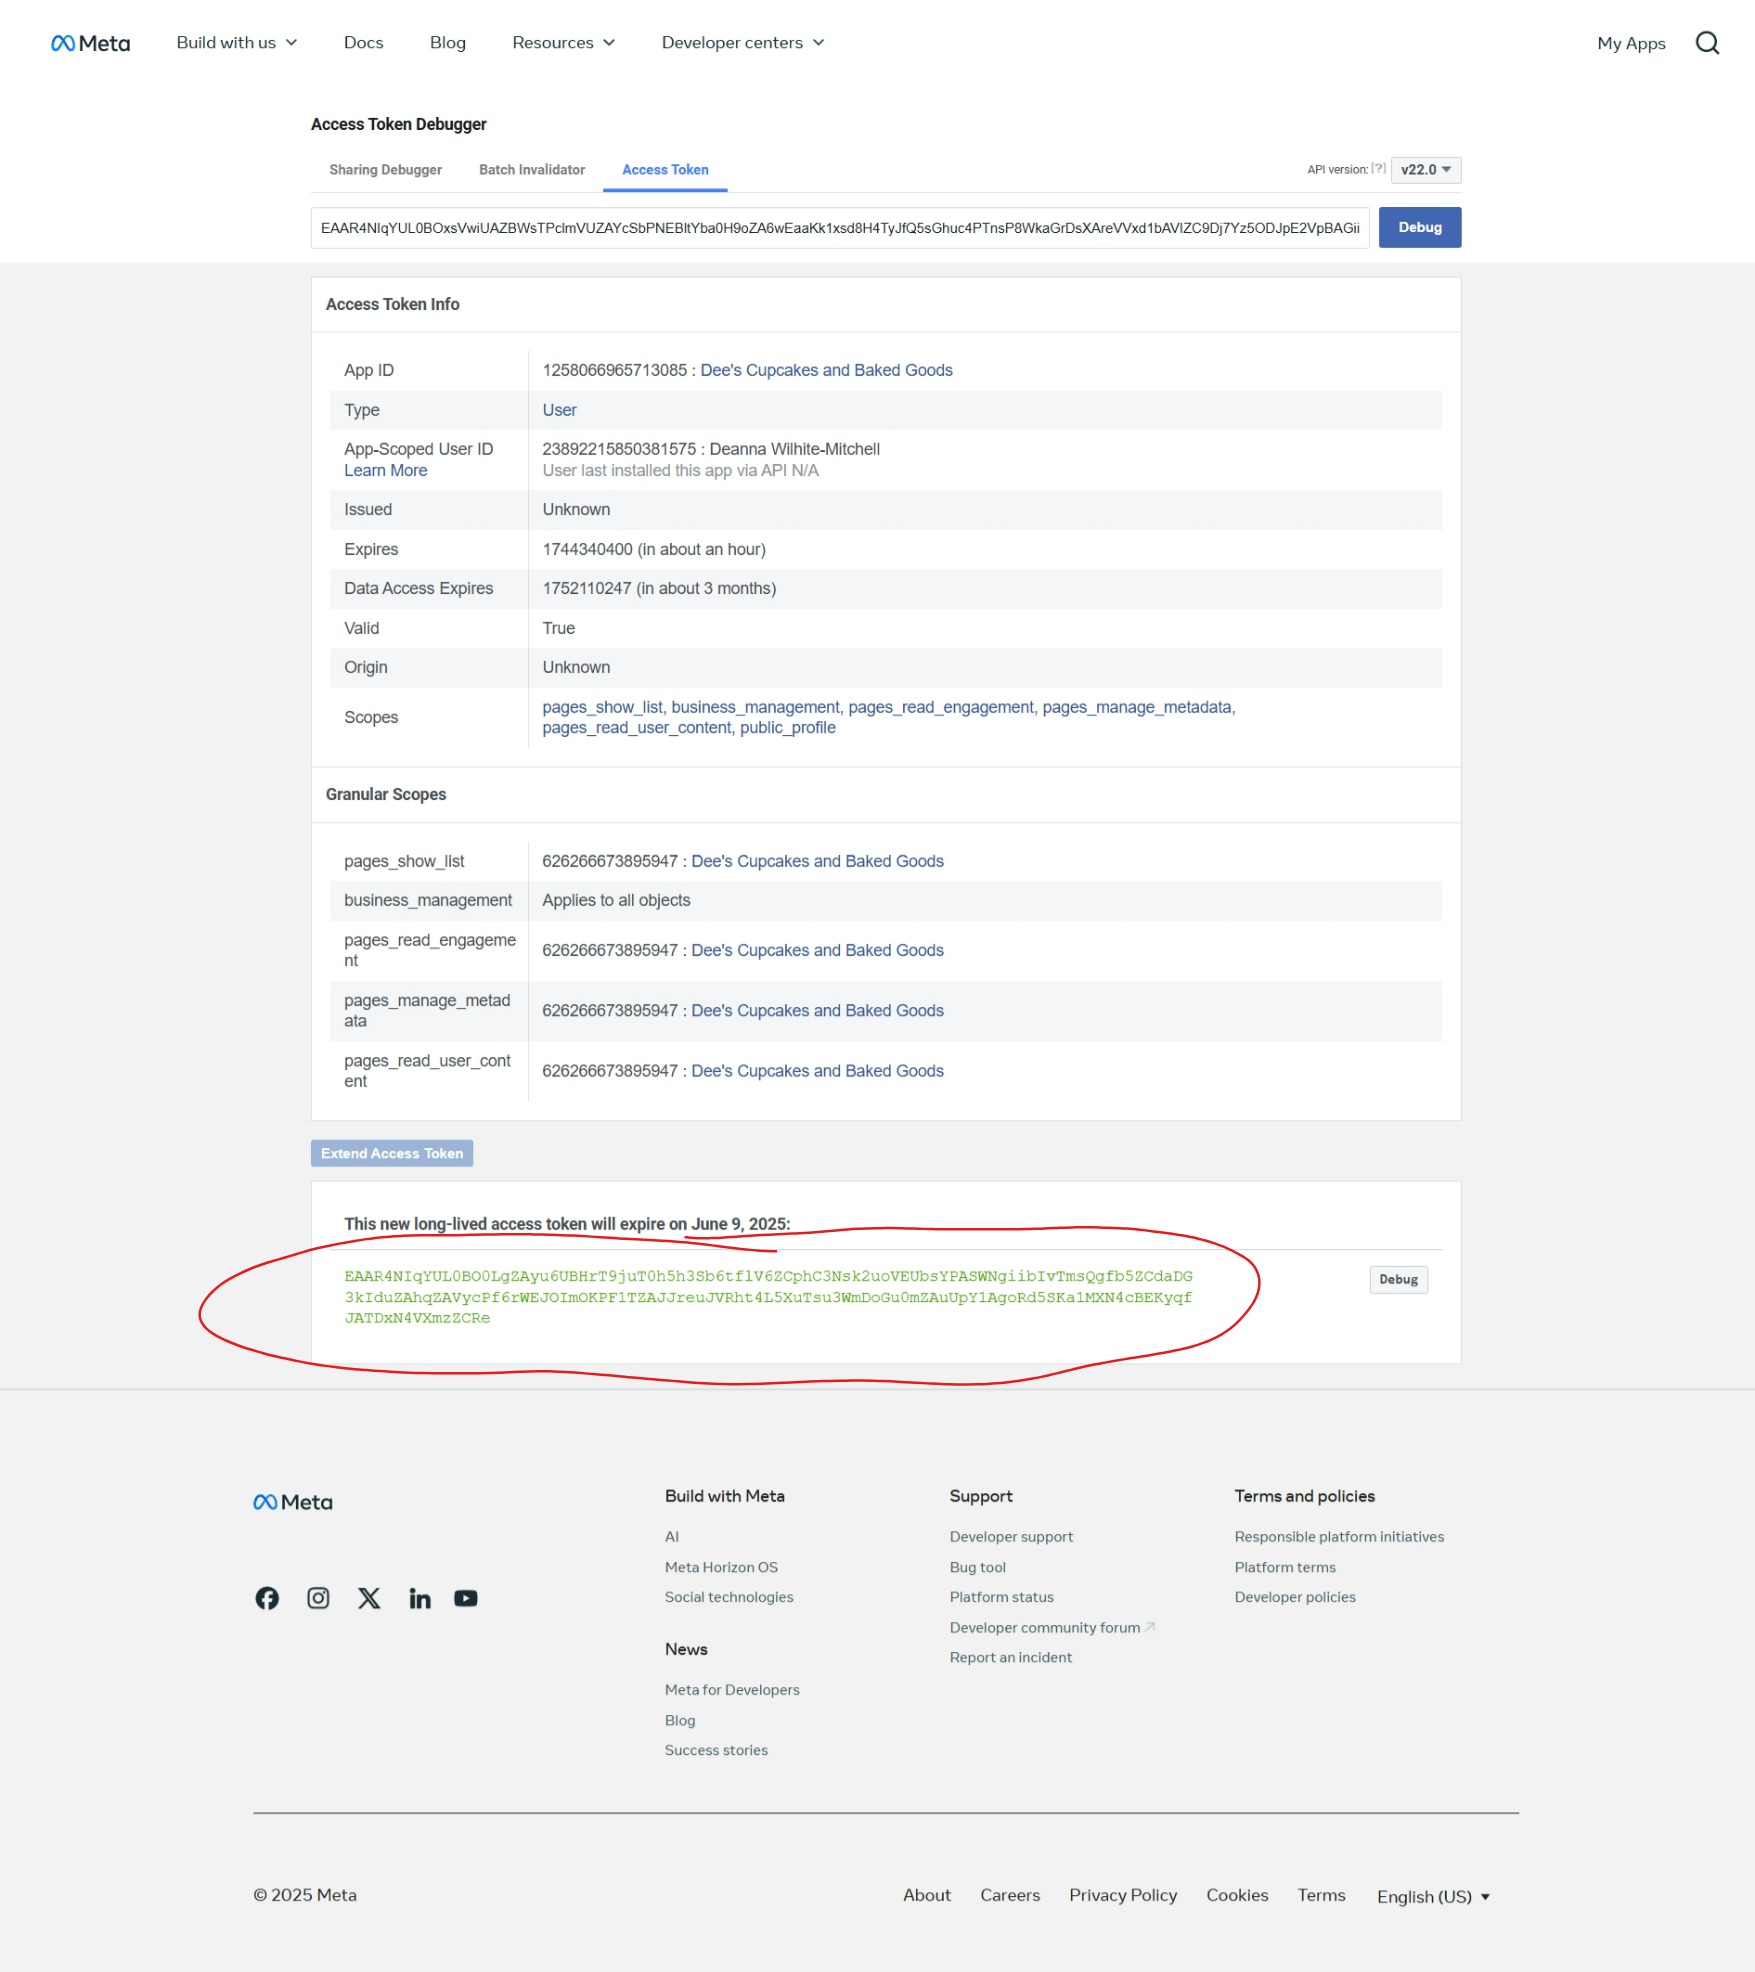 Meta
Build with us
Docs
Blog
Resources
Developer centers
My Apps
Access Token Debugger
Sharing Debugger
Batch Invalidator
Access Token
API version: [?]
v22.0
Debug
Access Token Info
App ID
1258066965713085 : Dee's Cupcakes and Baked Goods
Type
User
App-Scoped User ID
Learn More
23892215850381575 : Deanna Wilhite-Mitchell
User last installed this app via API N/A
Issued
Unknown
Expires
1744340400 (in about an hour)
Data Access Expires
1752110247 (in about 3 months)
Valid
True
Origin
Unknown
Scopes
pages_show_list, business_management, pages_read_engagement, pages_manage_metadata,
pages_read_user_content, public_profile
Granular Scopes
pages_show_list
626266673895947 : Dee's Cupcakes and Baked Goods
business_management
Applies to all objects
pages_read_engageme
nt
626266673895947 : Dee's Cupcakes and Baked Goods
pages_manage_metad
ata
626266673895947 : Dee's Cupcakes and Baked Goods
pages_read_user_cont
ent
626266673895947 : Dee's Cupcakes and Baked Goods
Extend Access Token
This new long-lived access token will expire on June 9, 2025:
Debug
Meta
Build with Meta
AI
Meta Horizon OS
Social technologies
News
Meta for Developers
Blog
Success stories
Support
Developer support
Bug tool
Platform status
Developer community forum
Report an incident
Terms and policies
Responsible platform initiatives
Platform terms
Developer policies
© 2025 Meta
About
Careers
Privacy Policy
Cookies
Terms
English (US)